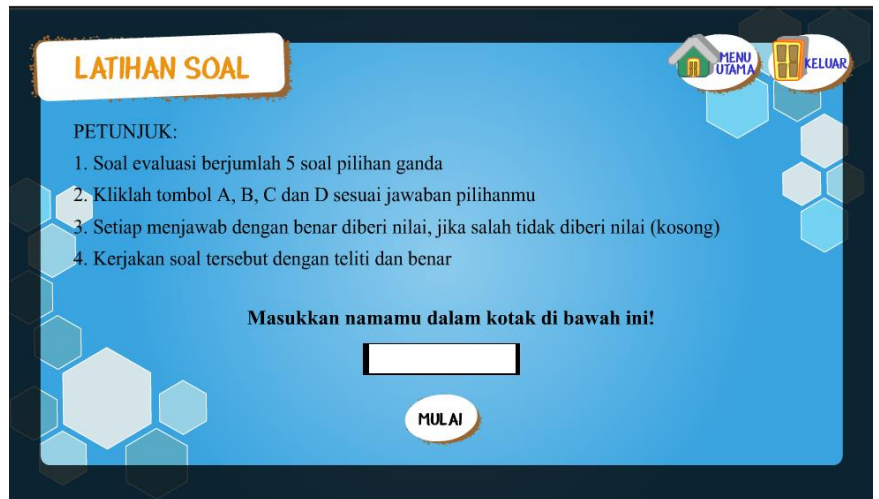 LATIHAN SOAL
MENU
UTAMA
KELUAR
PETUNJUK:
1. Soal evaluasi berjumlah 5 soal pilihan ganda
2. Kliklah tombol A, B, C dan D sesuai jawaban pilihanmu
3. Setiap menjawab dengan benar diberi nilai, jika salah tidak diberi nilai (kosong)
4. Kerjakan soal tersebut dengan teliti dan benar
Masukkan namamu dalam kotak di bawah ini!
MULAI